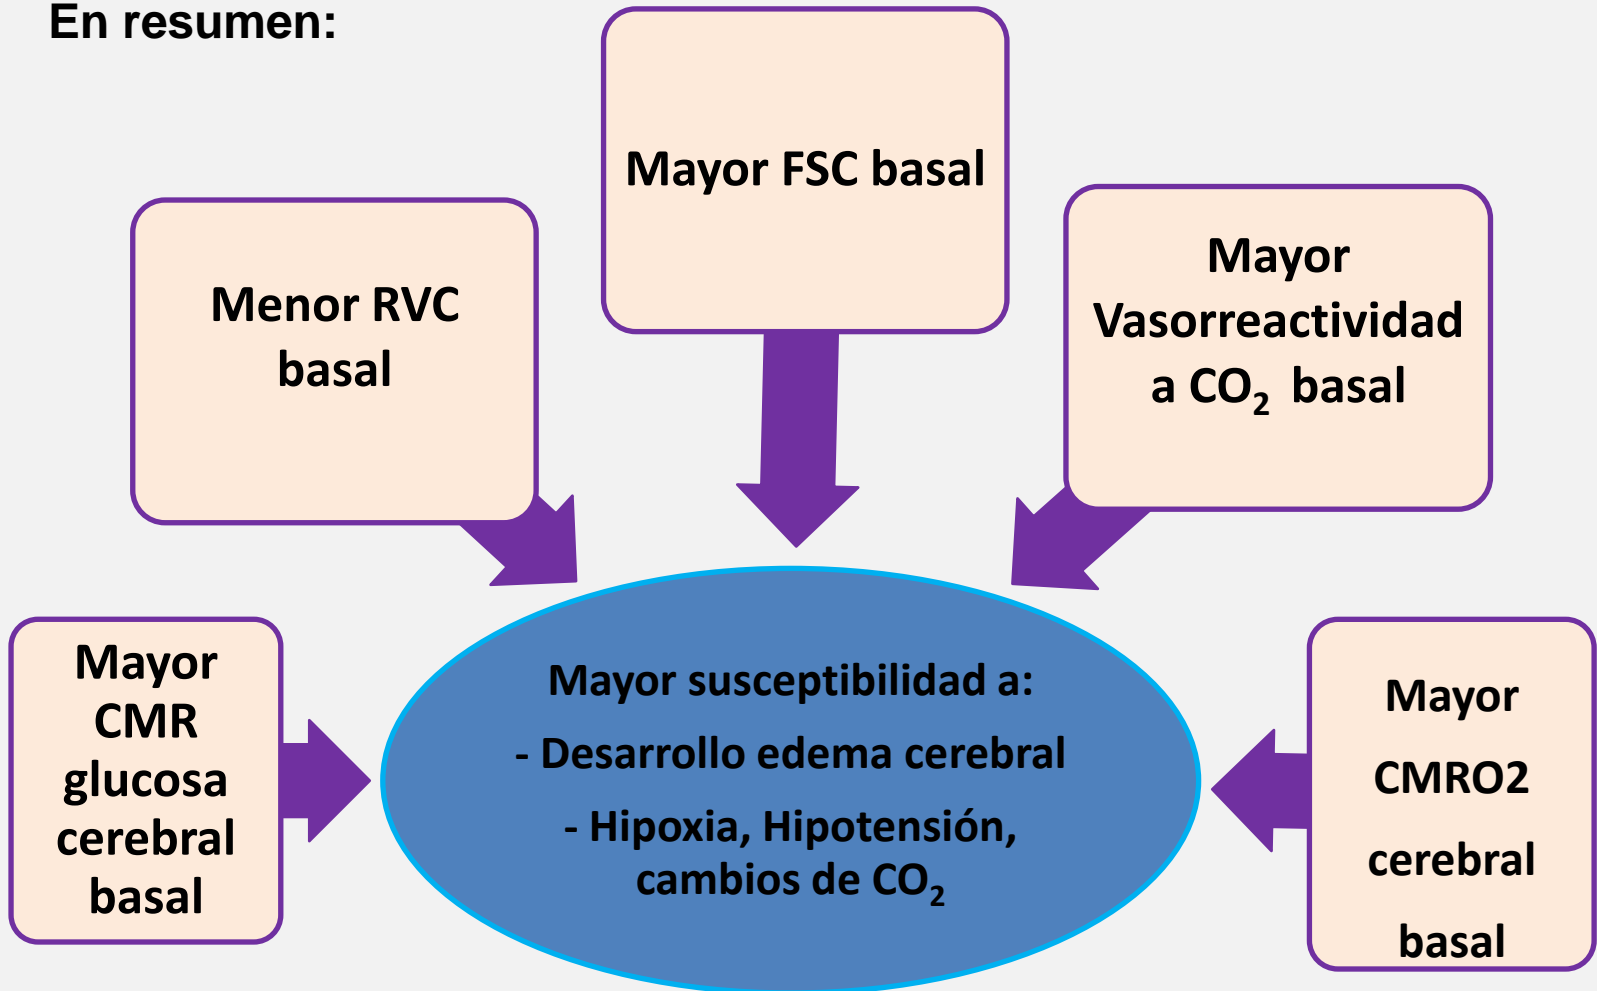 En resumen:
Mayor FSC basal
Menor RVC
basal
Mayor
Vasorreactividad
a CO₂ basal
Mayor
CMR
glucosa
cerebral
basal
Mayor susceptibilidad a:
- Desarrollo edema cerebral
- Hipoxia, Hipotensión,
cambios de CO₂
Mayor
CMRO2
cerebral
basal